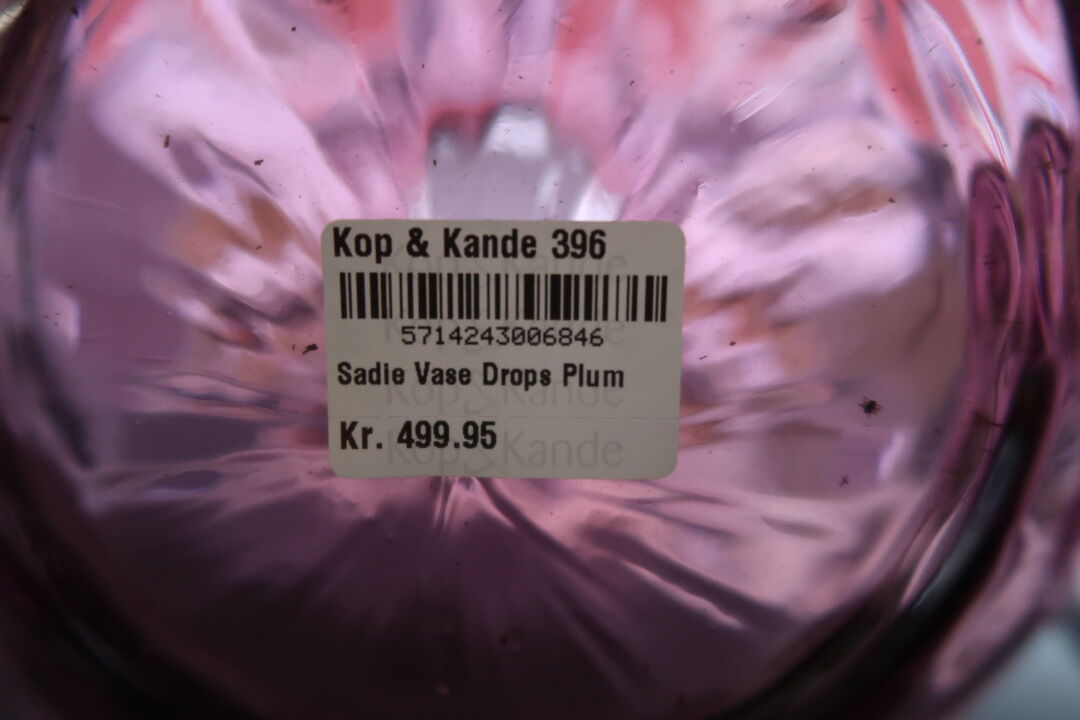 Kop & Kande 396
5714243006846
Sadie Vase Drops Plum
Kr. 499.95